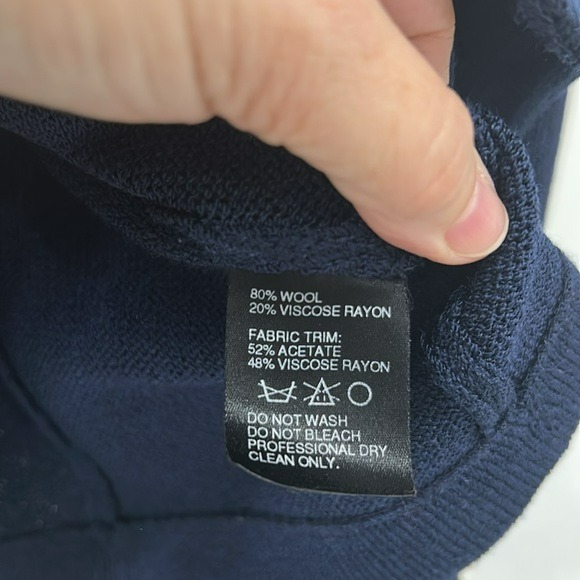 80% WOOL
20% VISCOSE RAYON
FABRIC TRIM:
52% ACETATE
48% VISCOSE RAYON
DO NOT WASH
DO NOT BLEACH
PROFESSIONAL DRY
CLEAN ONLY.